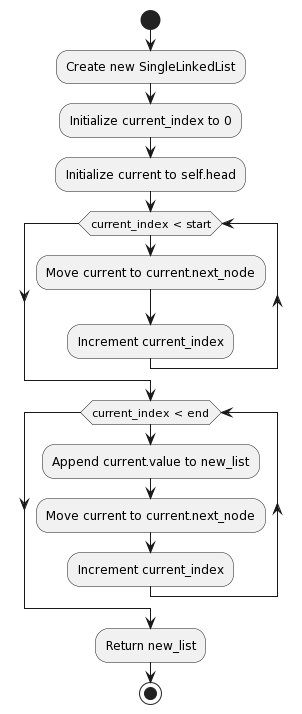 Create new SingleLinkedList
Initialize current_index to 0
Initialize current to self.head
current_index < start
Move current to current.next_node
Increment current_index
current_index < end
Append current.value to new_list
Move current to current.next_node
Increment current_index
Return new_list